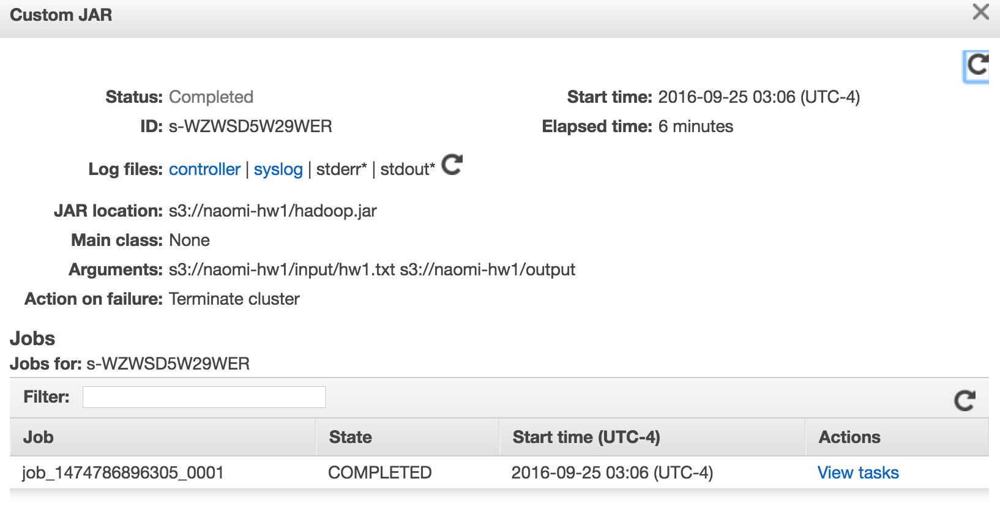 Custom JAR
Status: Completed
Start time: 2016-09-25 03:06 (UTC-4)
ID: s-WZWSD5W29WER
Elapsed time: 6 minutes
Log files: controller | syslog | stderr* | stdout*
JAR location: s3://naomi-hw1/hadoop.jar
Main class: None
Arguments: s3://naomi-hw1/input/hw1.txt s3://naomi-hw1/output
Action on failure: Terminate cluster
Jobs
Jobs for: s-WZWSD5W29WER
Filter:
Job State Start time (UTC-4) Actions
job_1474786896305_0001 COMPLETED 2016-09-25 03:06 (UTC-4) View tasks